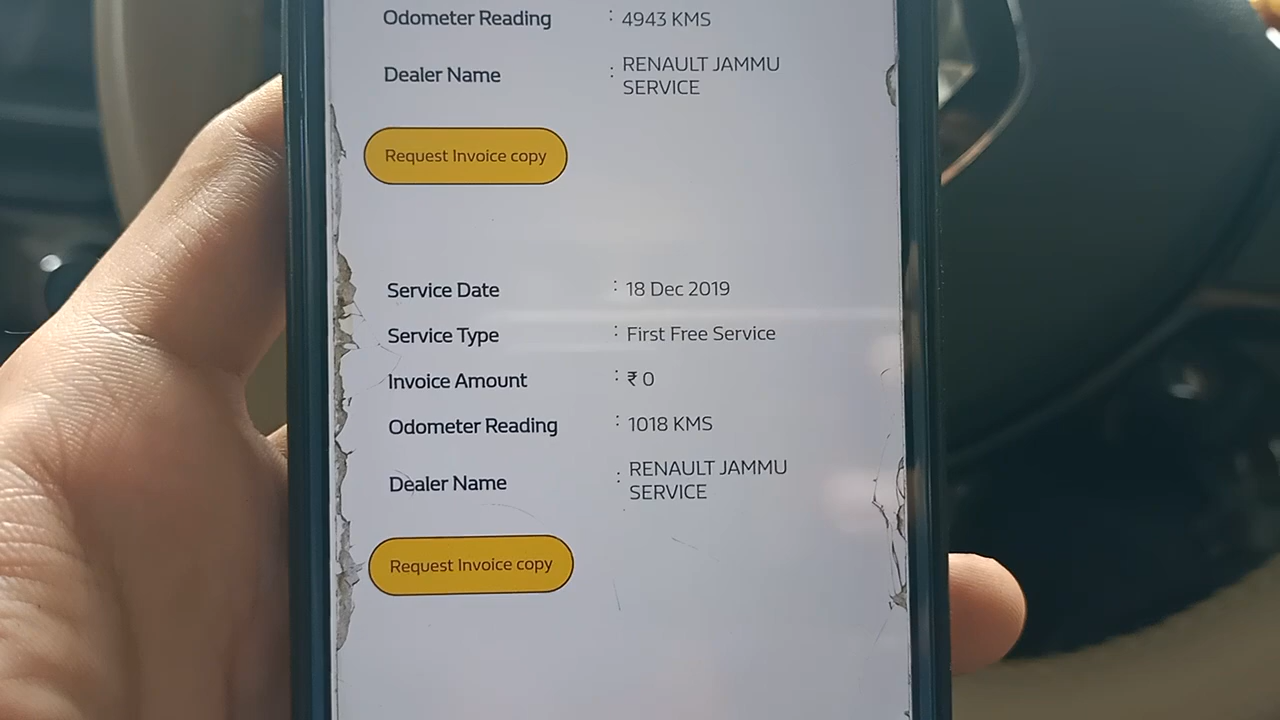 Odometer Reading : 4943 KMS
Dealer Name : RENAULT JAMMU
SERVICE
Request Invoice copy
Service Date : 18 Dec 2019
Service Type : First Free Service
Invoice Amount : ₹ 0
Odometer Reading : 1018 KMS
Dealer Name : RENAULT JAMMU
SERVICE
Request Invoice copy